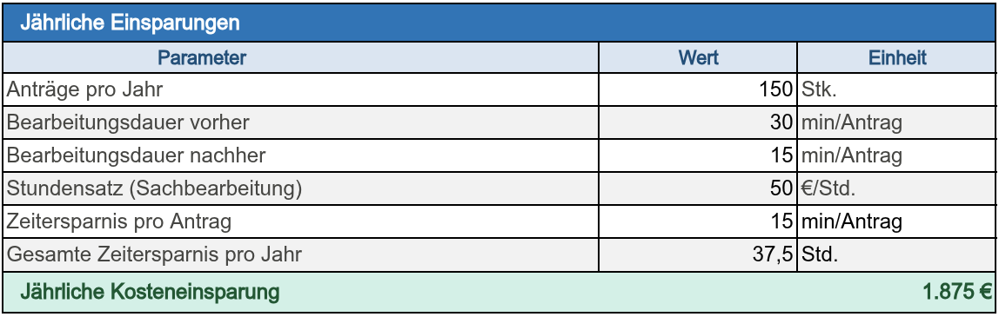 Jährliche Einsparungen
Parameter Wert Einheit
Anträge pro Jahr 150 Stk.
Bearbeitungsdauer vorher 30 min/Antrag
Bearbeitungsdauer nachher 15 min/Antrag
Stundensatz (Sachbearbeitung) 50 €/Std.
Zeitersparnis pro Antrag 15 min/Antrag
Gesamte Zeitersparnis pro Jahr 37,5 Std.
Jährliche Kosteneinsparung 1.875 €